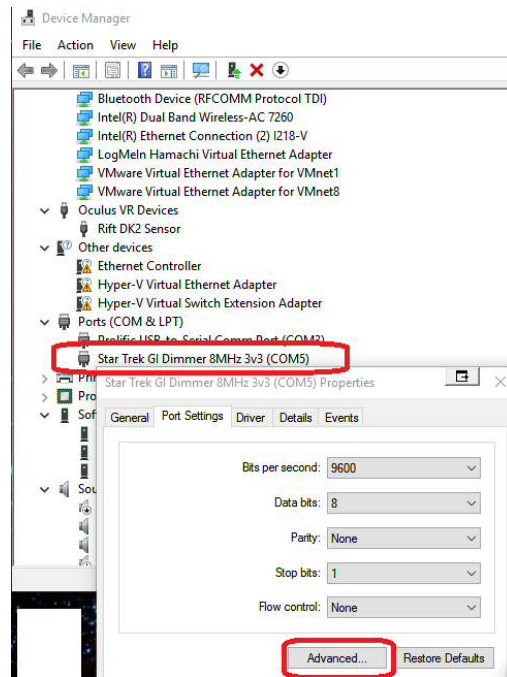 Device Manager
File Action View Help
Bluetooth Device (RFCOMM Protocol TDI)
Intel(R) Dual Band Wireless-AC 7260
Intel(R) Ethernet Connection (2) I218-V
LogMeIn Hamachi Virtual Ethernet Adapter
VMware Virtual Ethernet Adapter for VMnet1
VMware Virtual Ethernet Adapter for VMnet8
Oculus VR Devices
Rift DK2 Sensor
Other devices
Ethernet Controller
Hyper-V Virtual Ethernet Adapter
Hyper-V Virtual Switch Extension Adapter
Ports (COM & LPT)
Prolific USB-to-Serial Comm Port (COM3)
Star Trek GI Dimmer 8MHz 3v3 (COM5)
Star Trek GI Dimmer 8MHz 3v3 (COM5) Properties
Pro
Sof
Sou
General Port Settings Driver Details Events
Bits per second: 9600
Data bits: 8
Parity: None
Stop bits: 1
Flow control: None
Advanced... Restore Defaults